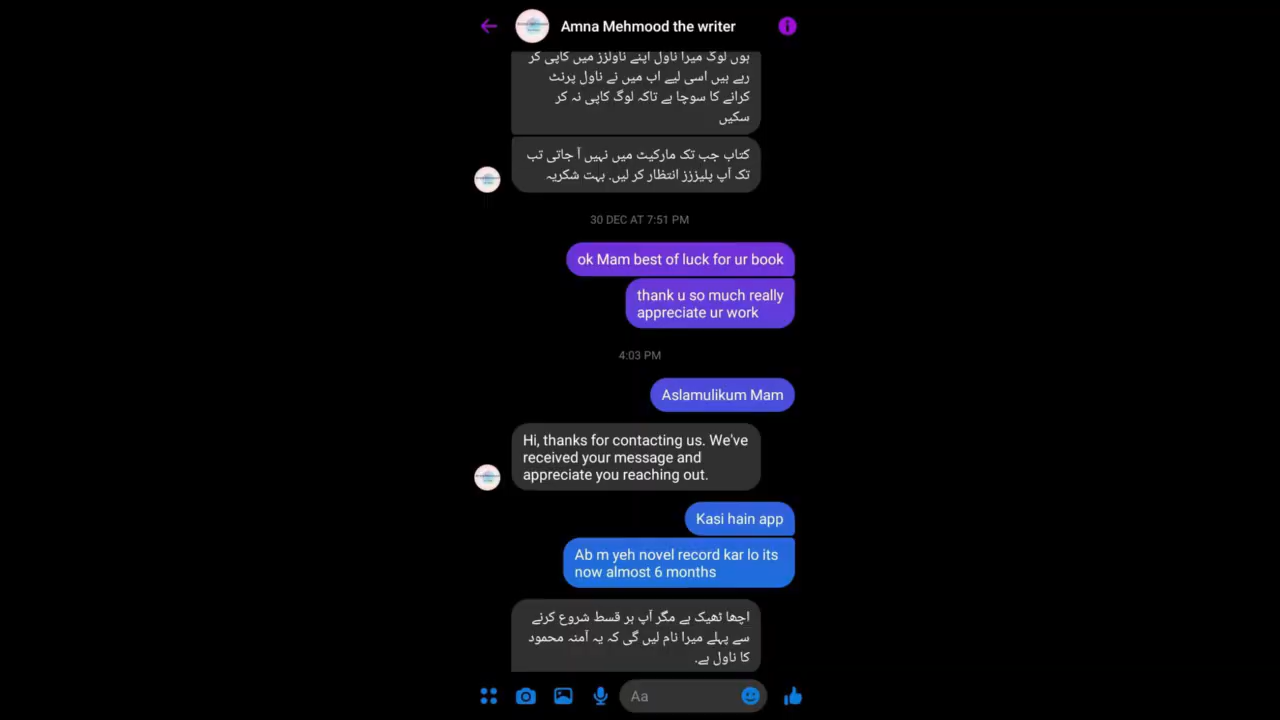 Amna Mehmood the writer
ہوں لوگ میرا ناول اپنے ناولزز میں کاپی کر
رہے ہیں اسی لیے اب میں نے ناول پرنٹ
کرانے کا سوچا ہے تاکہ لوگ کاپی نہ کر
سکیں
کتاب جب تک مارکیٹ میں نہیں آ جاتی تب
تک آپ پلیززز انتظار کر لیں. بہت شکریہ
30 DEC AT 7:51 PM
ok Mam best of luck for ur book
thank u so much really
appreciate ur work
4:03 PM
Aslamulikum Mam
Hi, thanks for contacting us. We've
received your message and
appreciate you reaching out.
Kasi hain app
Ab m yeh novel record kar lo its
now almost 6 months
اچھا ٹھیک ہے مگر آپ ہر قسط شروع کرنے
سے پہلے میرا نام لیں گی کہ یہ آمنہ محمود
کا ناول ہے.
Aa